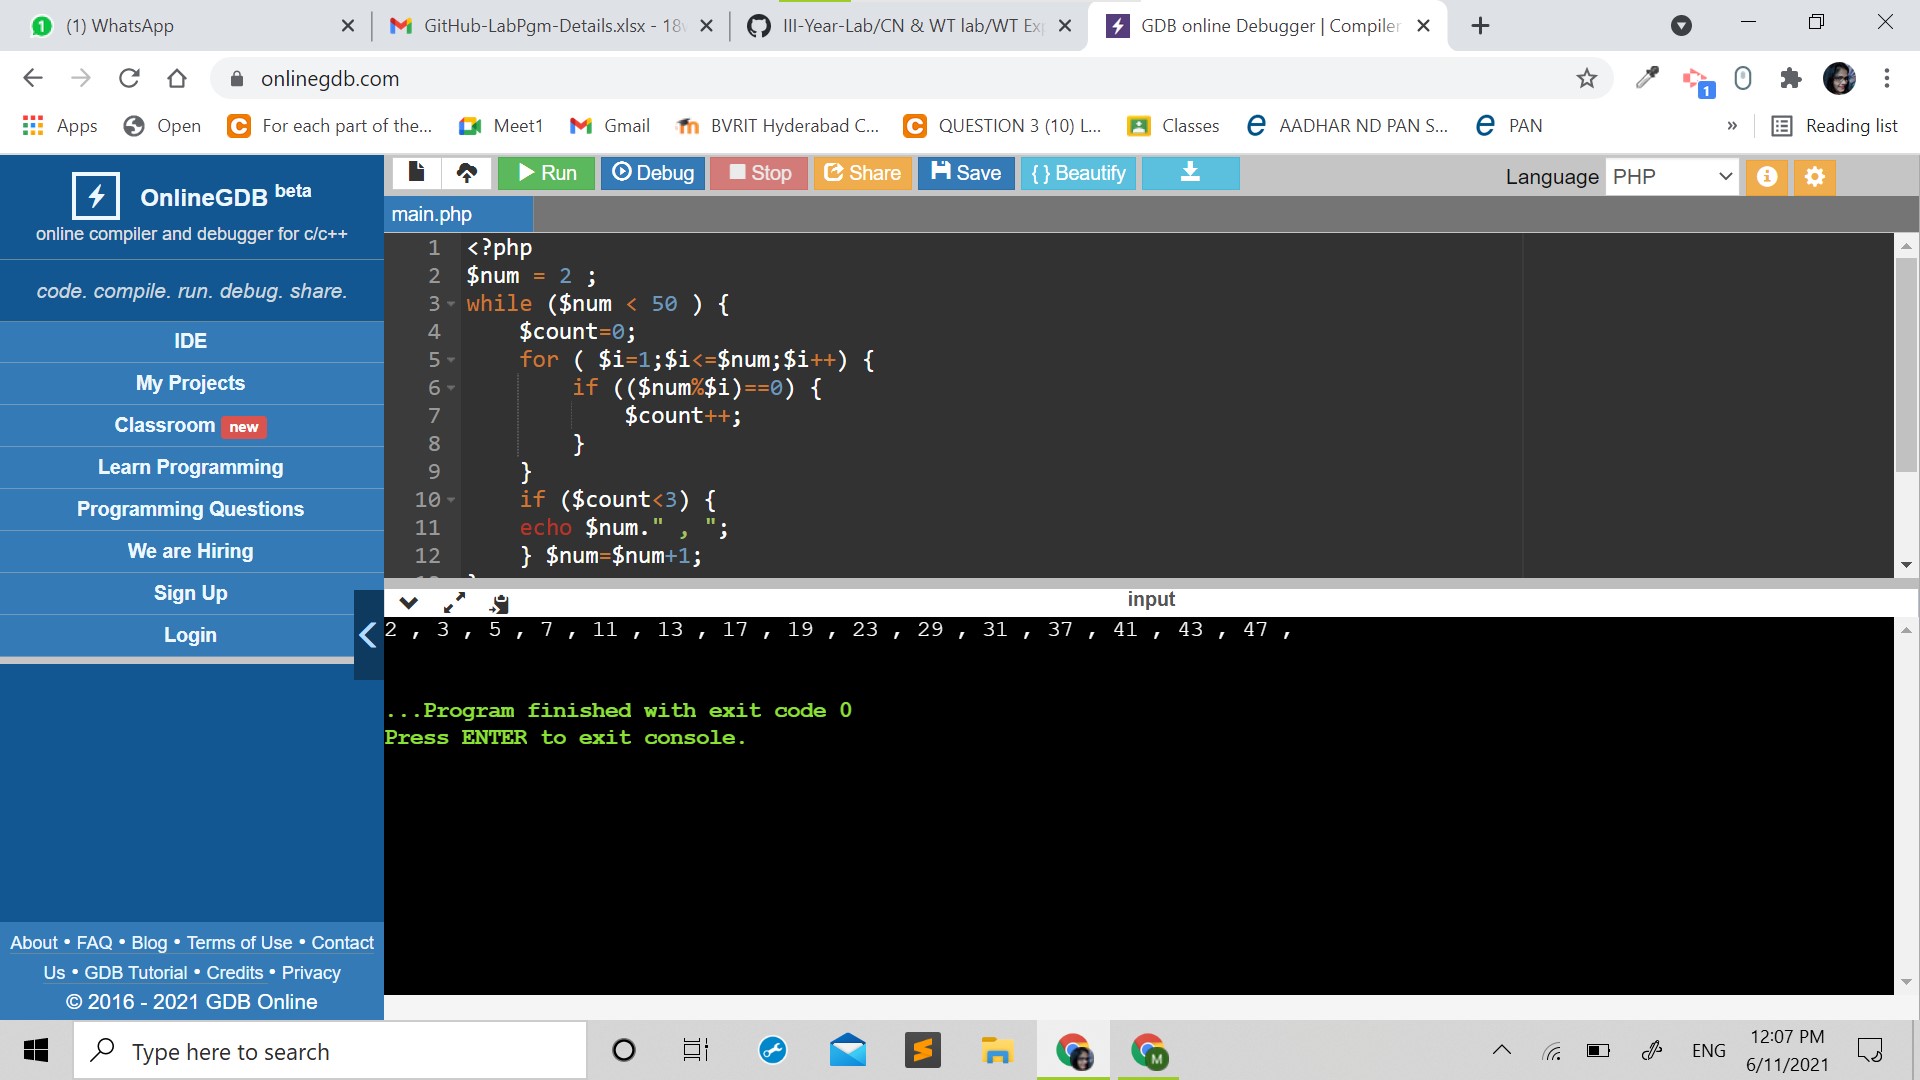 (1) WhatsApp
GitHub-LabPgm-Details.xlsx - 18
III-Year-Lab/CN & WT lab/WT Ex
GDB online Debugger | Compiler
onlinegdb.com
1
Apps
Open
For each part of the...
Meet1
Gmail
BVRIT Hyderabad C...
QUESTION 3 (10) L...
Classes
AADHAR ND PAN S...
PAN
»
Reading list
OnlineGDB beta
online compiler and debugger for c/c++
code. compile. run. debug. share.
IDE
My Projects
Classroom new
Learn Programming
Programming Questions
We are Hiring
Sign Up
Login
About • FAQ • Blog • Terms of Use • Contact
Us • GDB Tutorial • Credits • Privacy
© 2016 - 2021 GDB Online
Run
Debug
Stop
Share
Save
{ } Beautify
Language PHP
main.php
1 <?php
2 $num = 2 ;
3 while ($num < 50 ) {
4 $count=0;
5 for ( $i=1;$i<=$num;$i++) {
6 if (($num%$i)==0) {
7 $count++;
8 }
9 }
10 if ($count<3) {
11 echo $num." , ";
12 } $num=$num+1;
input
2 , 3 , 5 , 7 , 11 , 13 , 17 , 19 , 23 , 29 , 31 , 37 , 41 , 43 , 47 ,
...Program finished with exit code 0
Press ENTER to exit console.
Type here to search
M
ENG
12:07 PM
6/11/2021